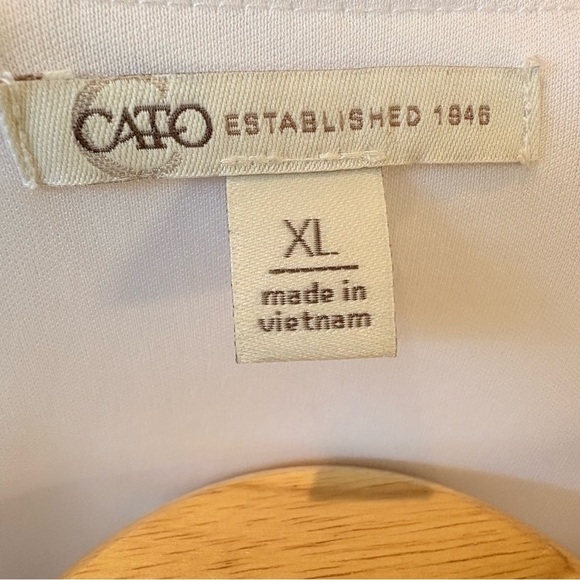 CATO ESTABLISHED 1946
XL
made in
vietnam